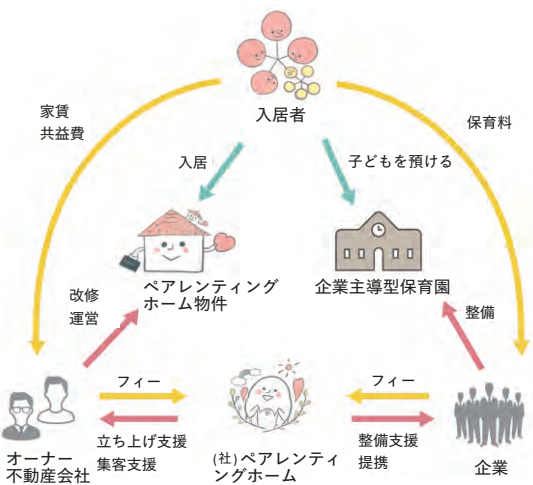 入居者
家賃
共益費
保育料
入居
子どもを預ける
ペアレンティング
ホーム物件
企業主導型保育園
改修
運営
整備
フィー
フィー
立ち上げ支援
集客支援
整備支援
提携
オーナー
不動産会社
(社)ペアレンティ
ングホーム
企業